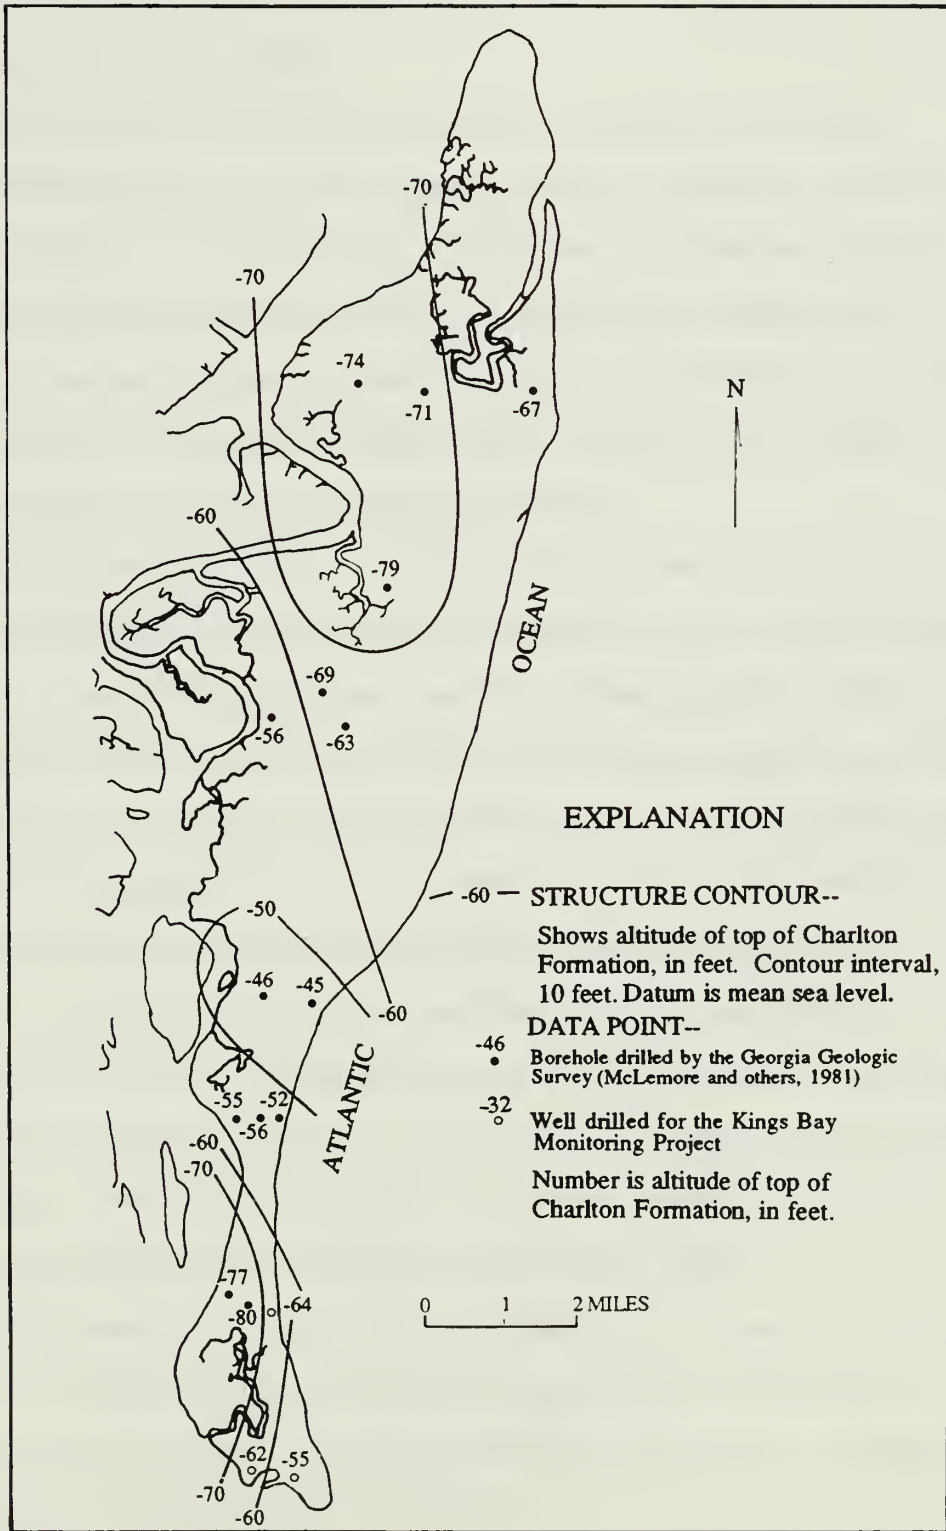 -70
-70
-74
-71
-67
N
-60
-79
OCEAN
-69
-56
-63
EXPLANATION
-60
STRUCTURE CONTOUR--
Shows altitude of top of Charlton
Formation, in feet. Contour interval,
10 feet. Datum is mean sea level.
-50
-46
-45
-60
DATA POINT--
-46
Borehole drilled by the Georgia Geologic
Survey (McLemore and others, 1981)
ATLANTIC
-55
-52
-56
-32
Well drilled for the Kings Bay
Monitoring Project
-60
-70
Number is altitude of top of
Charlton Formation, in feet.
-77
-80
-64
0 1 2 MILES
-62
-55
-70
-60